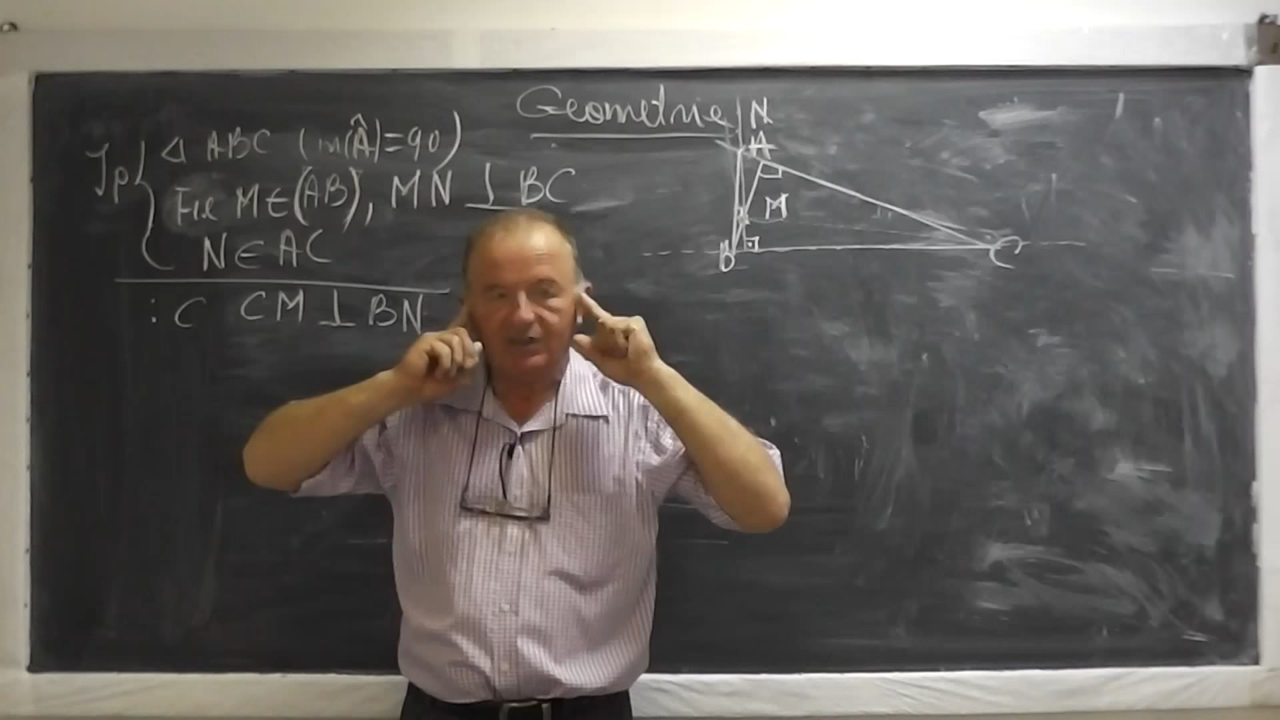 Geometrie
Ip △ ABC (m(Â)=90)
Fie M∈(AB), MN ⊥ BC
N∈AC
:C CM ⊥ BN
N
A
M
B
C